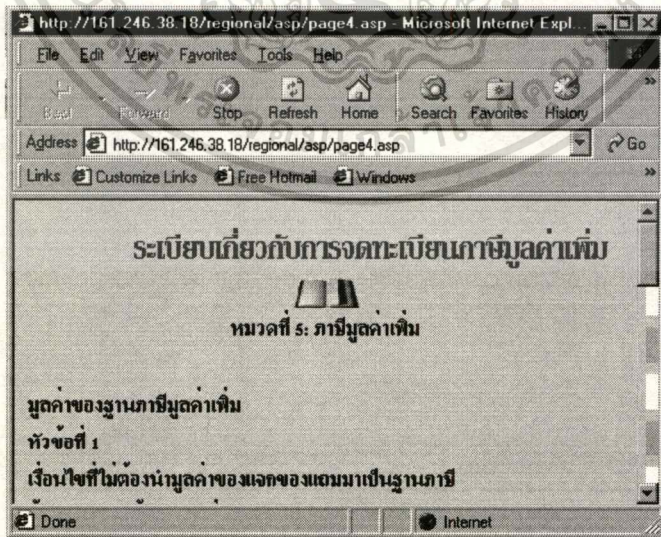 http://161.246.38.18/regional/asp/page4.asp - Microsoft Internet Expl...
File Edit View Favorites Tools Help
Back Forward Stop Refresh Home Search Favorites History
Address http://161.246.38.18/regional/asp/page4.asp Go
Links Customize Links Free Hotmail Windows
ระเบียบเกี่ยวกับการจดทะเบียนภาษีมูลค่าเพิ่ม
หมวดที่ 5: ภาษีมูลค่าเพิ่ม
มูลค่าของฐานภาษีมูลค่าเพิ่ม
หัวข้อที่ 1
เงื่อนไขที่ไม่ต้องนำมูลค่าของแจกของแถมมาเป็นฐานภาษี
Done Internet